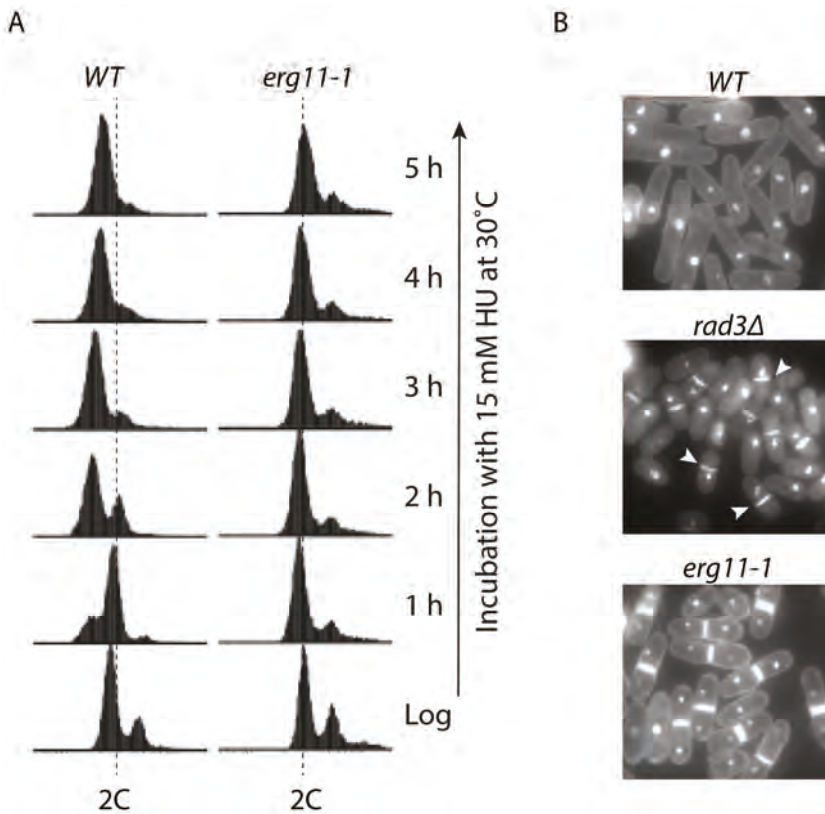 A
B
WT
erg11-1
5 h
4 h
3 h
2 h
1 h
Log
Incubation with 15 mM HU at 30˚C
2C
2C
WT
rad3Δ
erg11-1